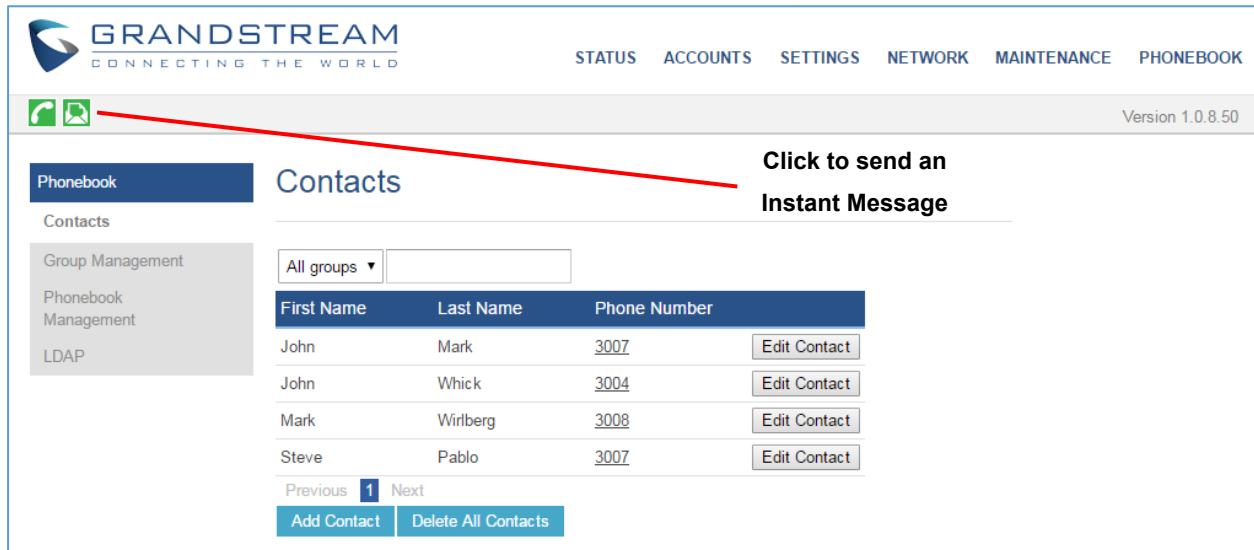 GRANDSTREAM
CONNECTING THE WORLD
STATUS ACCOUNTS SETTINGS NETWORK MAINTENANCE PHONEBOOK
Version 1.0.8.50
Click to send an
Instant Message
Phonebook
Contacts
Group Management
Phonebook
Management
LDAP
Contacts
All groups ▼
First Name Last Name Phone Number
John Mark 3007 Edit Contact
John Whick 3004 Edit Contact
Mark Wirlberg 3008 Edit Contact
Steve Pablo 3007 Edit Contact
Previous 1 Next
Add Contact Delete All Contacts